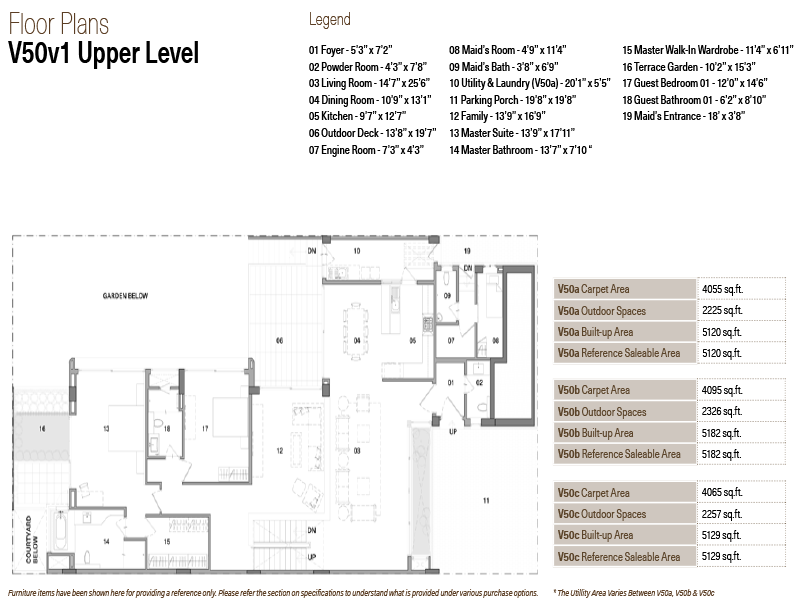 Floor Plans
V50v1 Upper Level
Legend
01 Foyer - 5'3" x 7'2"
02 Powder Room - 4'3" x 7'8"
03 Living Room - 14'7" x 25'6"
04 Dining Room - 10'9" x 13'1"
05 Kitchen - 9'7" x 12'7"
06 Outdoor Deck - 13'8" x 19'7"
07 Engine Room - 7'3" x 4'3"
08 Maid's Room - 4'9" x 11'4"
09 Maid's Bath - 3'8" x 6'9"
10 Utility & Laundry (V50a) - 20'1" x 5'5"
11 Parking Porch - 19'8" x 19'8"
12 Family - 13'9" x 16'9"
13 Master Suite - 13'9" x 17'11"
14 Master Bathroom - 13'7" x 7'10 "
15 Master Walk-In Wardrobe - 11'4" x 6'11"
16 Terrace Garden - 10'2" x 15'3"
17 Guest Bedroom 01 - 12'0" x 14'6"
18 Guest Bathroom 01 - 6'2" x 8'10"
19 Maid's Entrance - 18' x 3'8"
DN
10
19
DN
GARDEN BELOW
09
06
04
05
07
08
01
02
16
13
18
17
12
03
UP
11
COURTYARD
BELOW
14
15
DN
UP
V50a Carpet Area 4055 sq.ft.
V50a Outdoor Spaces 2225 sq.ft.
V50a Built-up Area 5120 sq.ft.
V50a Reference Saleable Area 5120 sq.ft.
V50b Carpet Area 4095 sq.ft.
V50b Outdoor Spaces 2326 sq.ft.
V50b Built-up Area 5182 sq.ft.
V50b Reference Saleable Area 5182 sq.ft.
V50c Carpet Area 4065 sq.ft.
V50c Outdoor Spaces 2257 sq.ft.
V50c Built-up Area 5129 sq.ft.
V50c Reference Saleable Area 5129 sq.ft.
Furniture items have been shown here for providing a reference only. Please refer the section on specifications to understand what is provided under various purchase options.
* The Utility Area Varies Between V50a, V50b & V50c